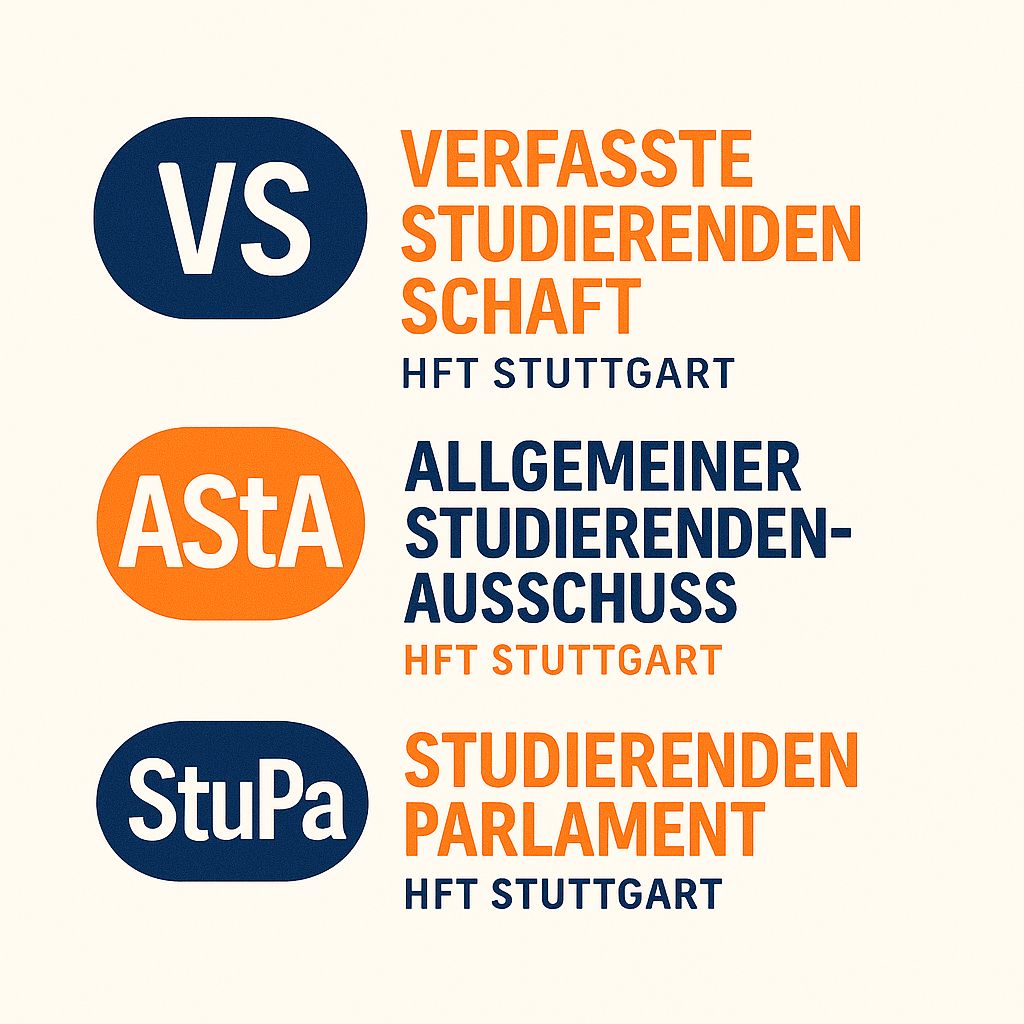 VS
VERFASSTE
STUDIERENDEN
SCHAFT
HFT STUTTGART
AStA
ALLGEMEINER
STUDIERENDEN-
AUSSCHUSS
HFT STUTTGART
StuPa
STUDIERENDEN
PARLAMENT
HFT STUTTGART